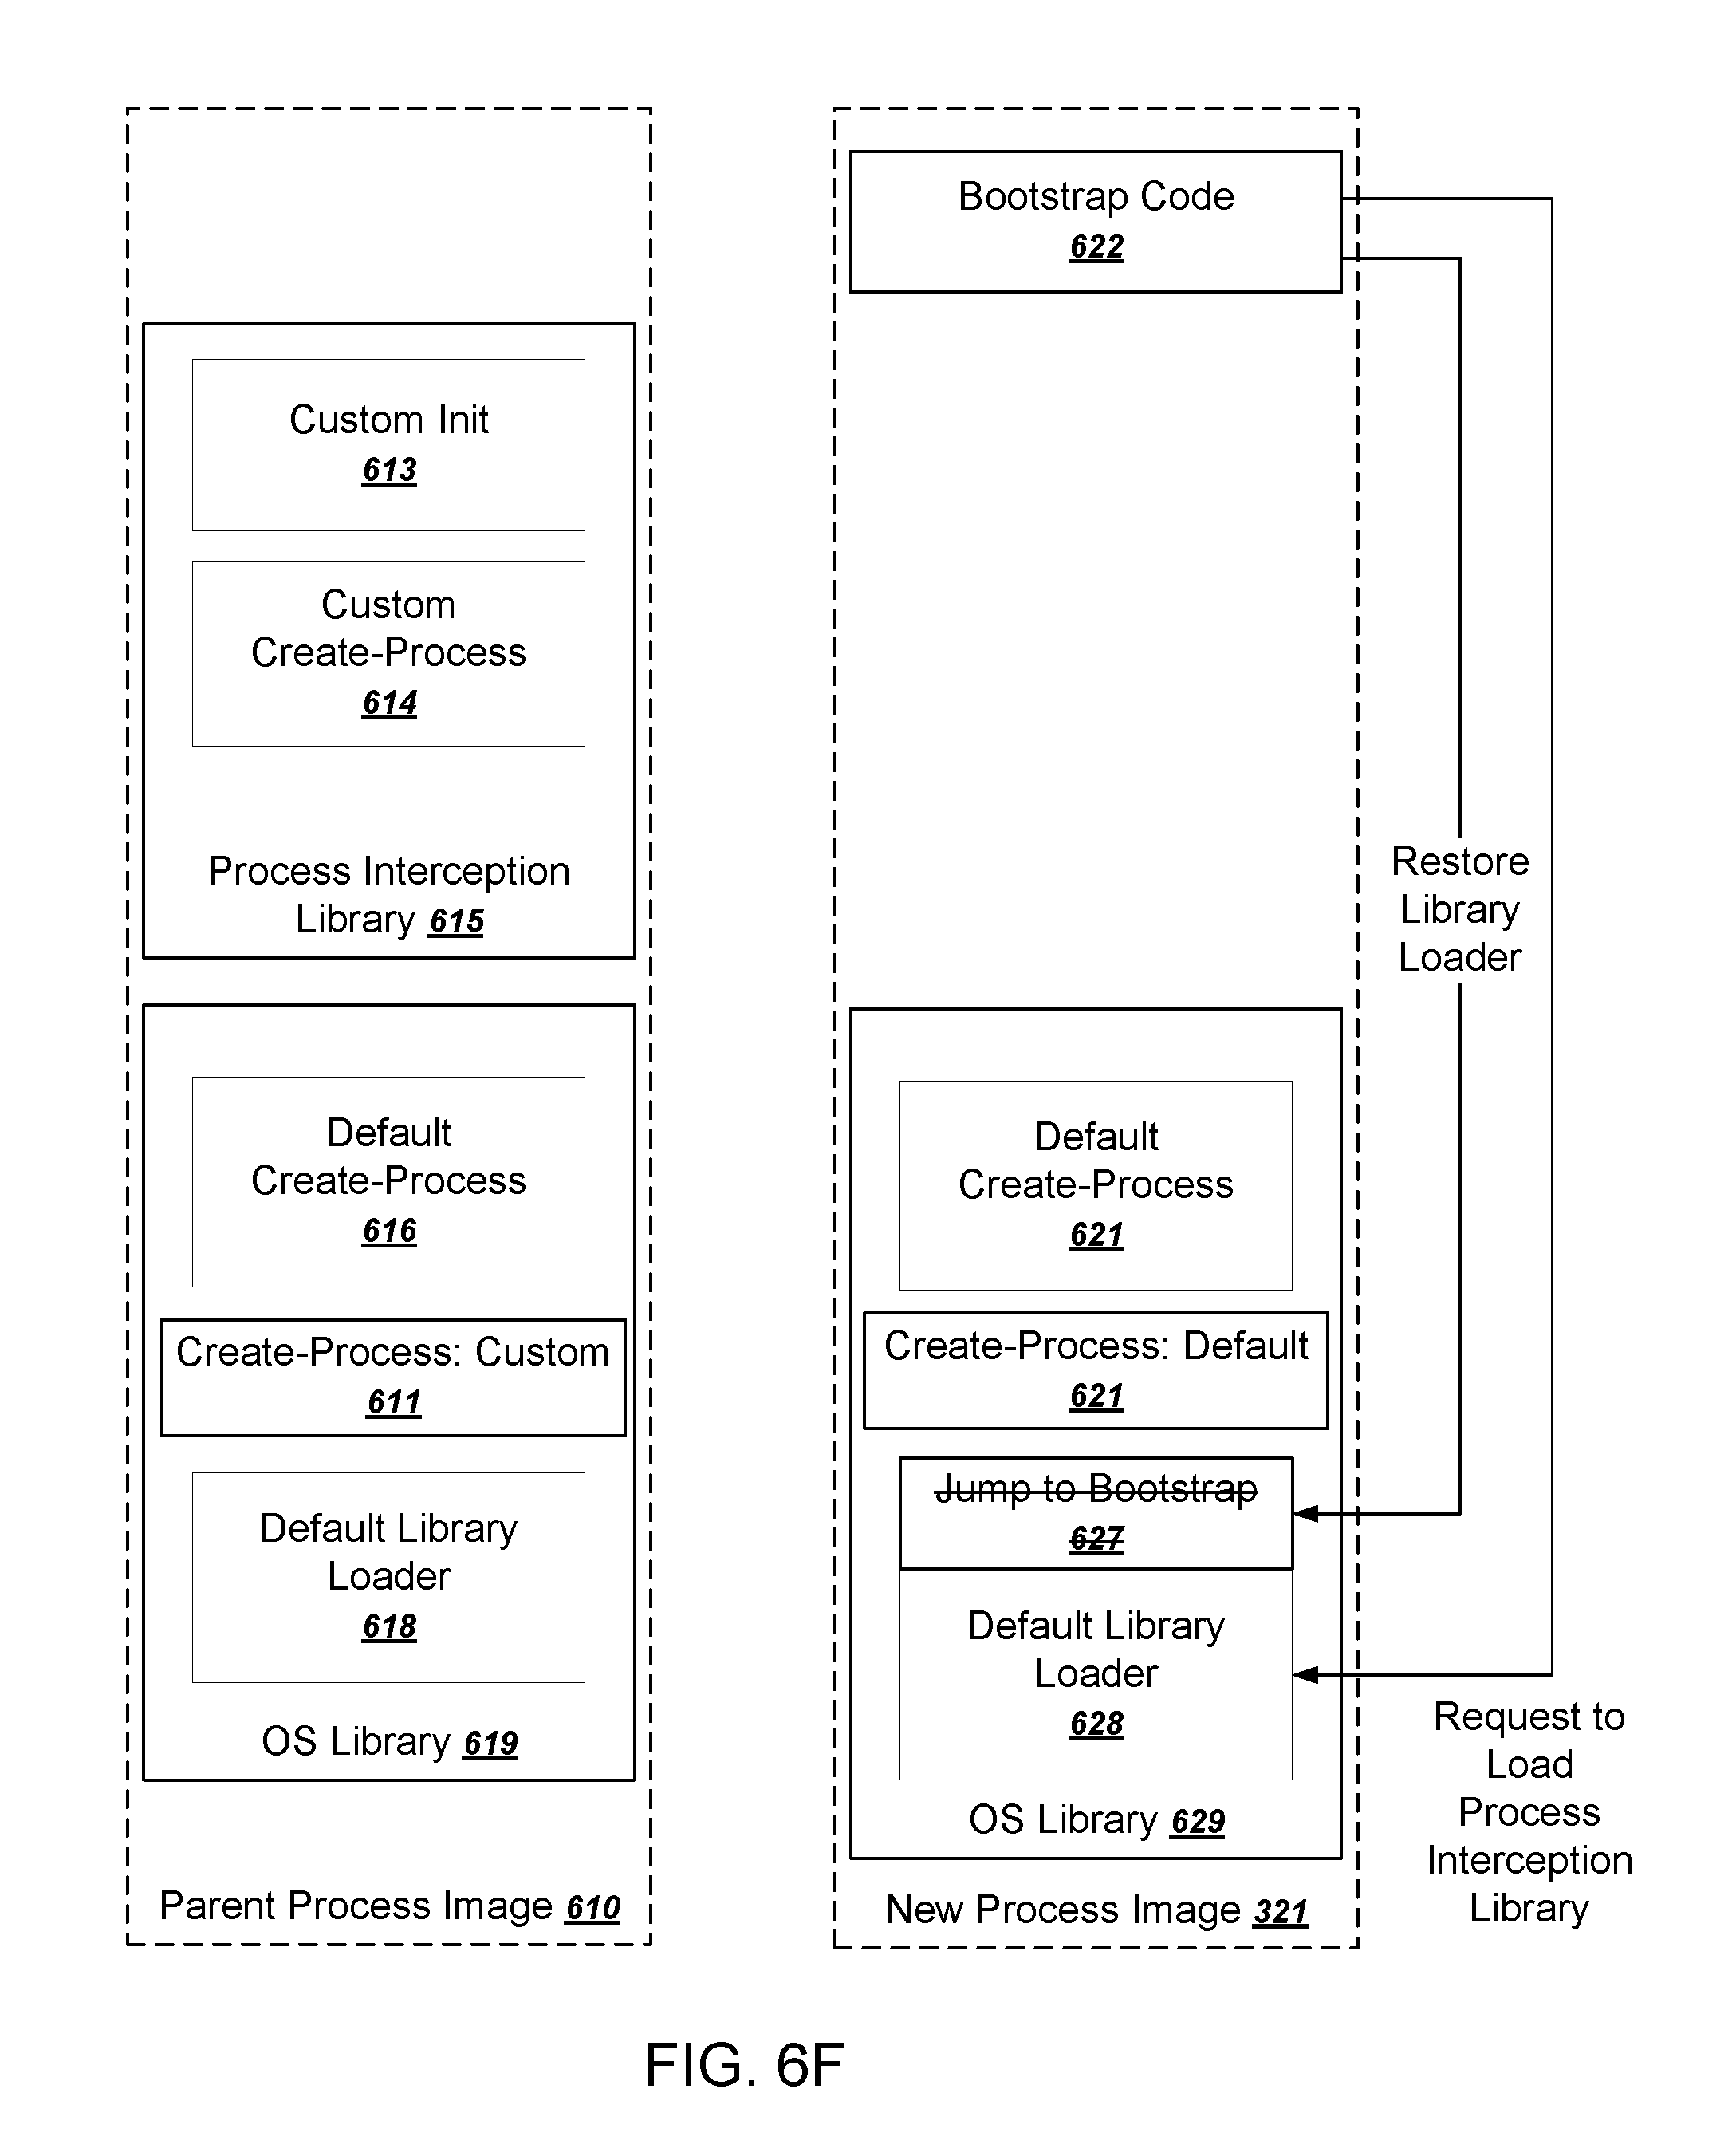 Custom Init
613
Custom
Create-Process
614
Process Interception
Library 615
Default
Create-Process
616
Create-Process: Custom
611
Default Library
Loader
618
OS Library 619
Parent Process Image 610
Bootstrap Code
622
Default
Create-Process
621
Create-Process: Default
621
Jump to Bootstrap
627
Default Library
Loader
628
OS Library 629
New Process Image 321
Restore
Library
Loader
Request to
Load
Process
Interception
Library
FIG. 6F